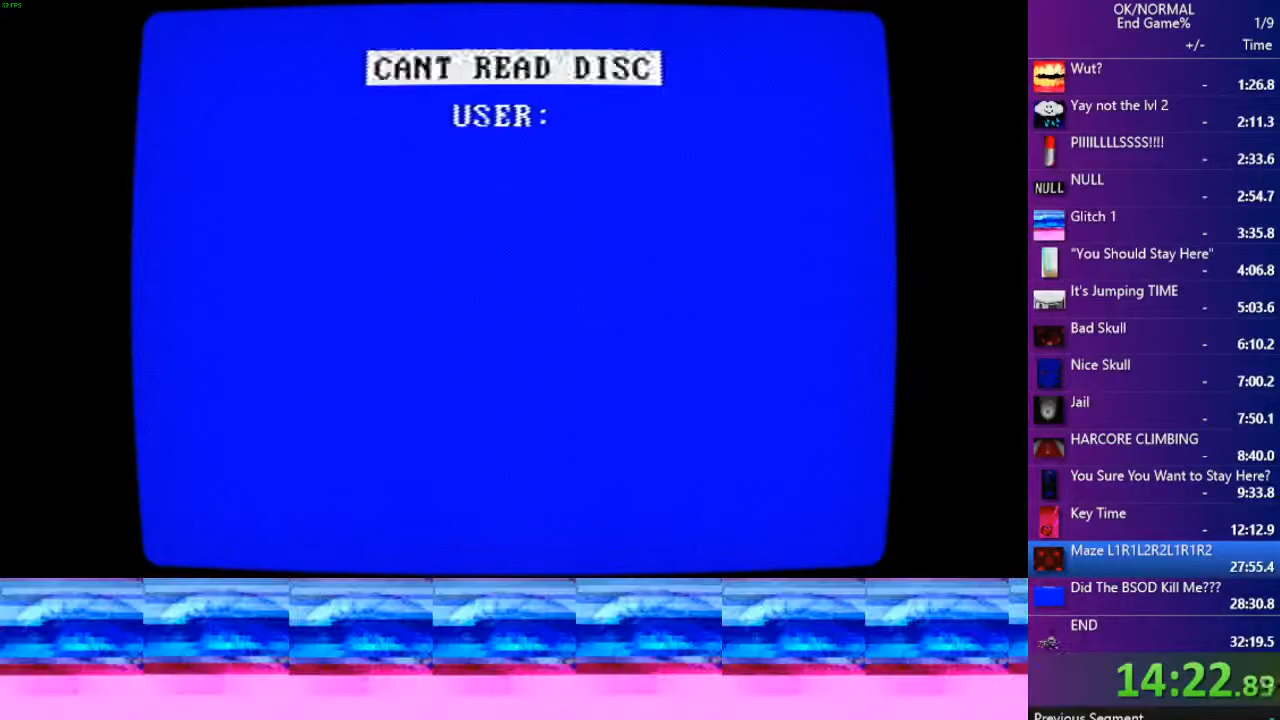 52 FPS
CANT READ DISC
USER:
OK/NORMAL
End Game% 1/9
+/- Time
Wut? - 1:26.8
Yay not the lvl 2 - 2:11.3
PIIIILLLLSSSS!!!! - 2:33.6
NULL NULL - 2:54.7
Glitch 1 - 3:35.8
"You Should Stay Here" - 4:06.8
It's Jumping TIME - 5:03.6
Bad Skull - 6:10.2
Nice Skull - 7:00.2
Jail - 7:50.1
HARCORE CLIMBING - 8:40.0
You Sure You Want to Stay Here? - 9:33.8
Key Time - 12:12.9
Maze L1R1L2R2L1R1R2 27:55.4
Did The BSOD Kill Me??? 28:30.8
END 32:19.5
14:22.89
Previous Segment